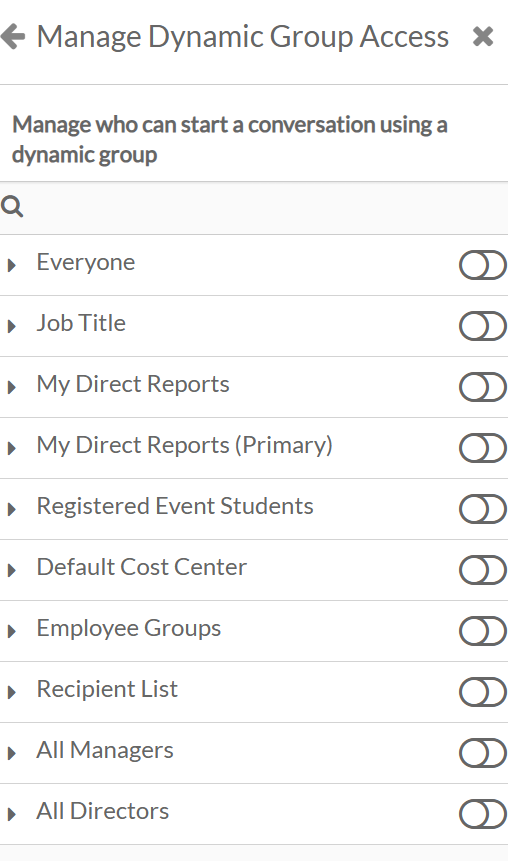 Manage Dynamic Group Access
Manage who can start a conversation using a
dynamic group
Everyone
Job Title
My Direct Reports
My Direct Reports (Primary)
Registered Event Students
Default Cost Center
Employee Groups
Recipient List
All Managers
All Directors